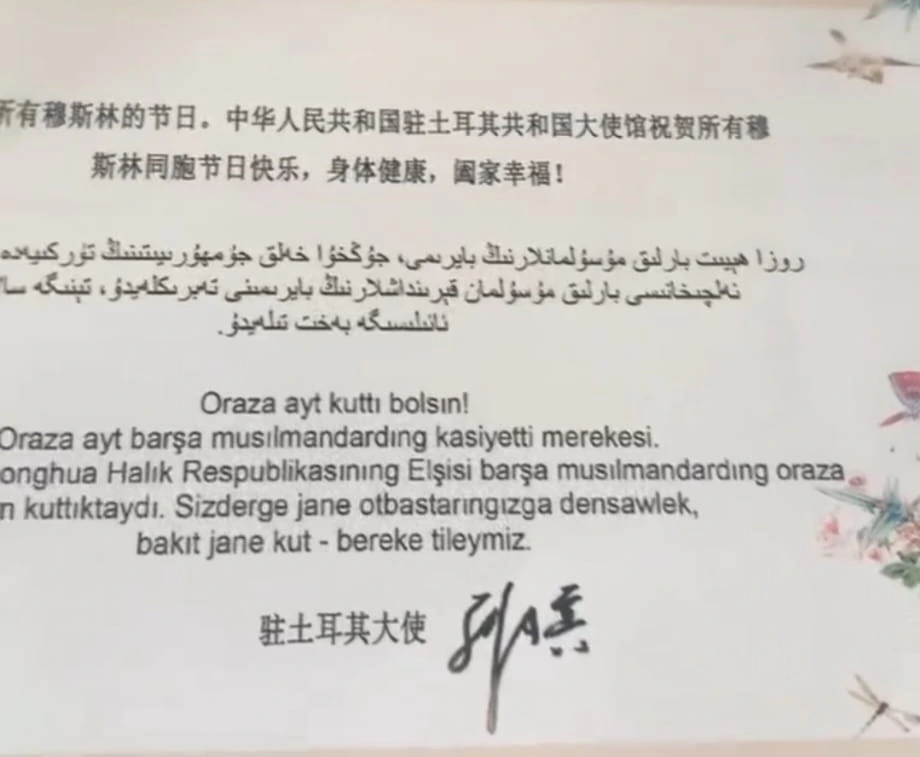 所有穆斯林的节日。中华人民共和国驻土耳其共和国大使馆祝贺所有穆
斯林同胞节日快乐，身体健康，阖家幸福！
روزا ھېيت بارلىق مۇسۇلمانلارنىڭ بايرىمى، جۇڭخۇا خەلق جۇمھۇرىيىتىنىڭ تۈركىيەدە
ئەلچىخانىسى بارلىق مۇسۇلمان قېرىنداشلارنىڭ بايرىمىنى تەبرىكلەيدۇ، تېنىگە
ئائىلىسىگە بەخت تىلەيدۇ.
Oraza ayt kuttı bolsın!
Oraza ayt barşa musılmandardıng kasiyetti merekesi.
onghua Halık Respublikasınıng Elşisi barşa musılmandardıng oraza
n kuttıktaydı. Sizderge jane otbastarıngızga densawlek,
bakıt jane kut - bereke tileymiz.
驻土耳其大使